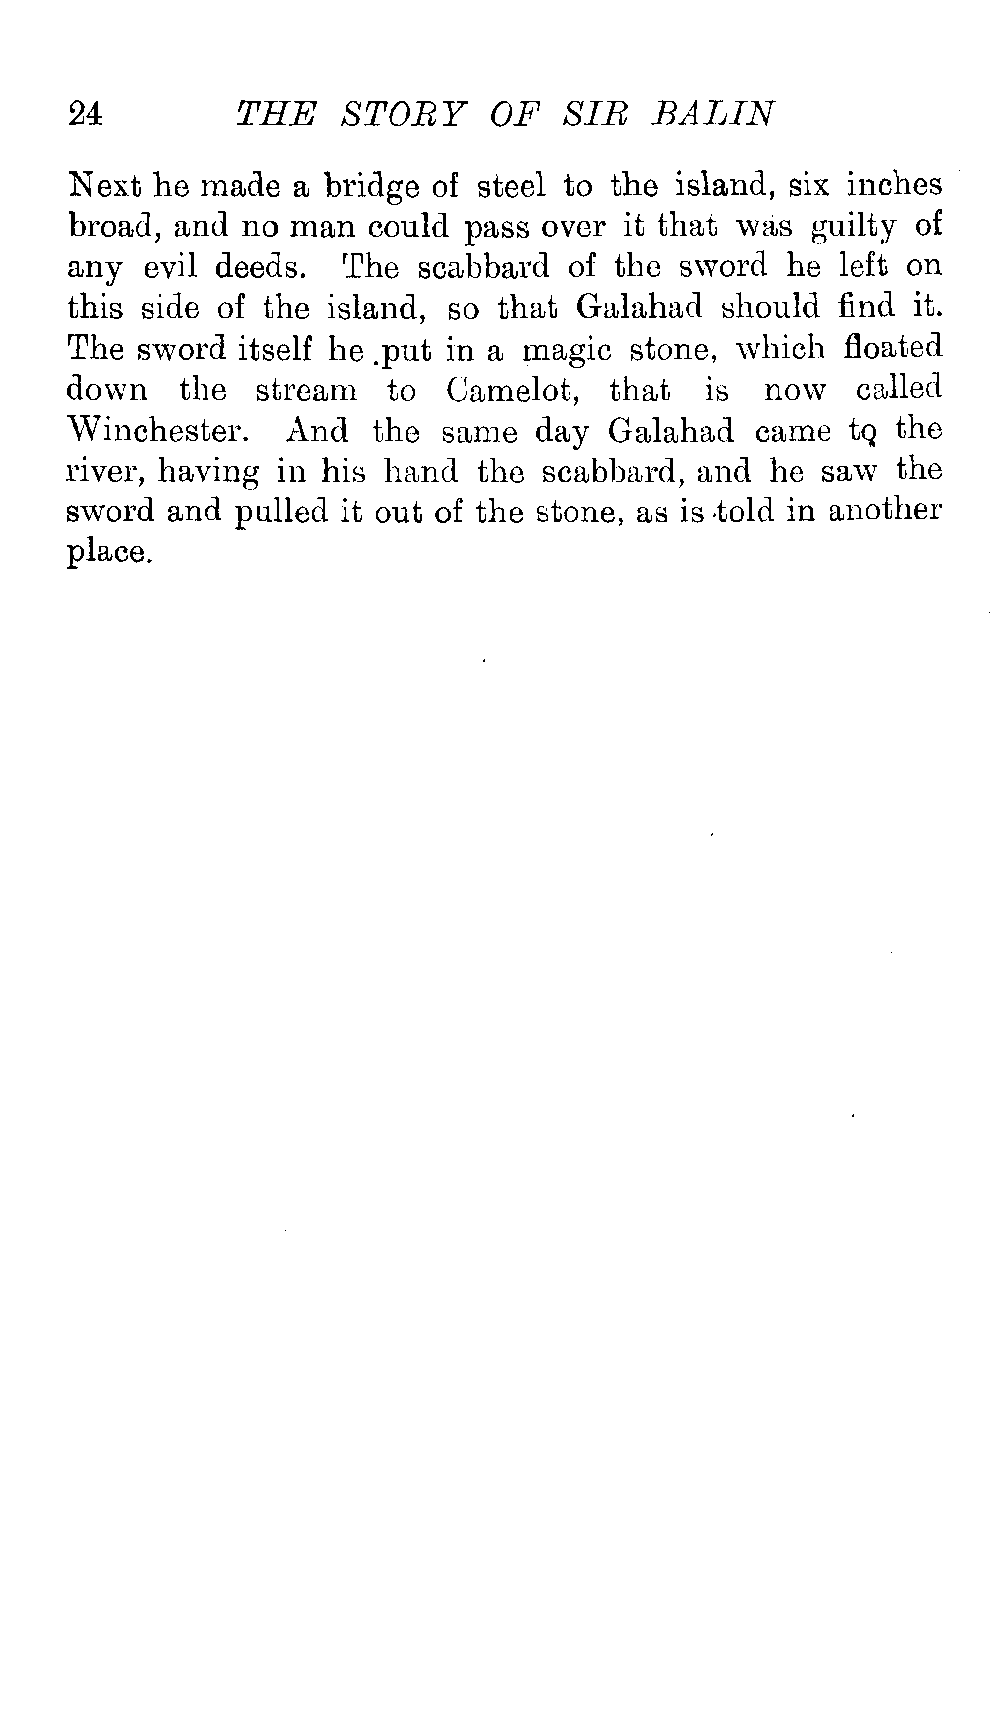 24 THE STORY OF SIR BALIN
Next he made a bridge of steel to the island, six inches
broad, and no man could pass over it that was guilty of
any evil deeds. The scabbard of the sword he left on
this side of the island, so that Galahad should find it.
The sword itself he put in a magic stone, which floated
down the stream to Camelot, that is now called
Winchester. And the same day Galahad came to the
river, having in his hand the scabbard, and he saw the
sword and pulled it out of the stone, as is told in another
place.